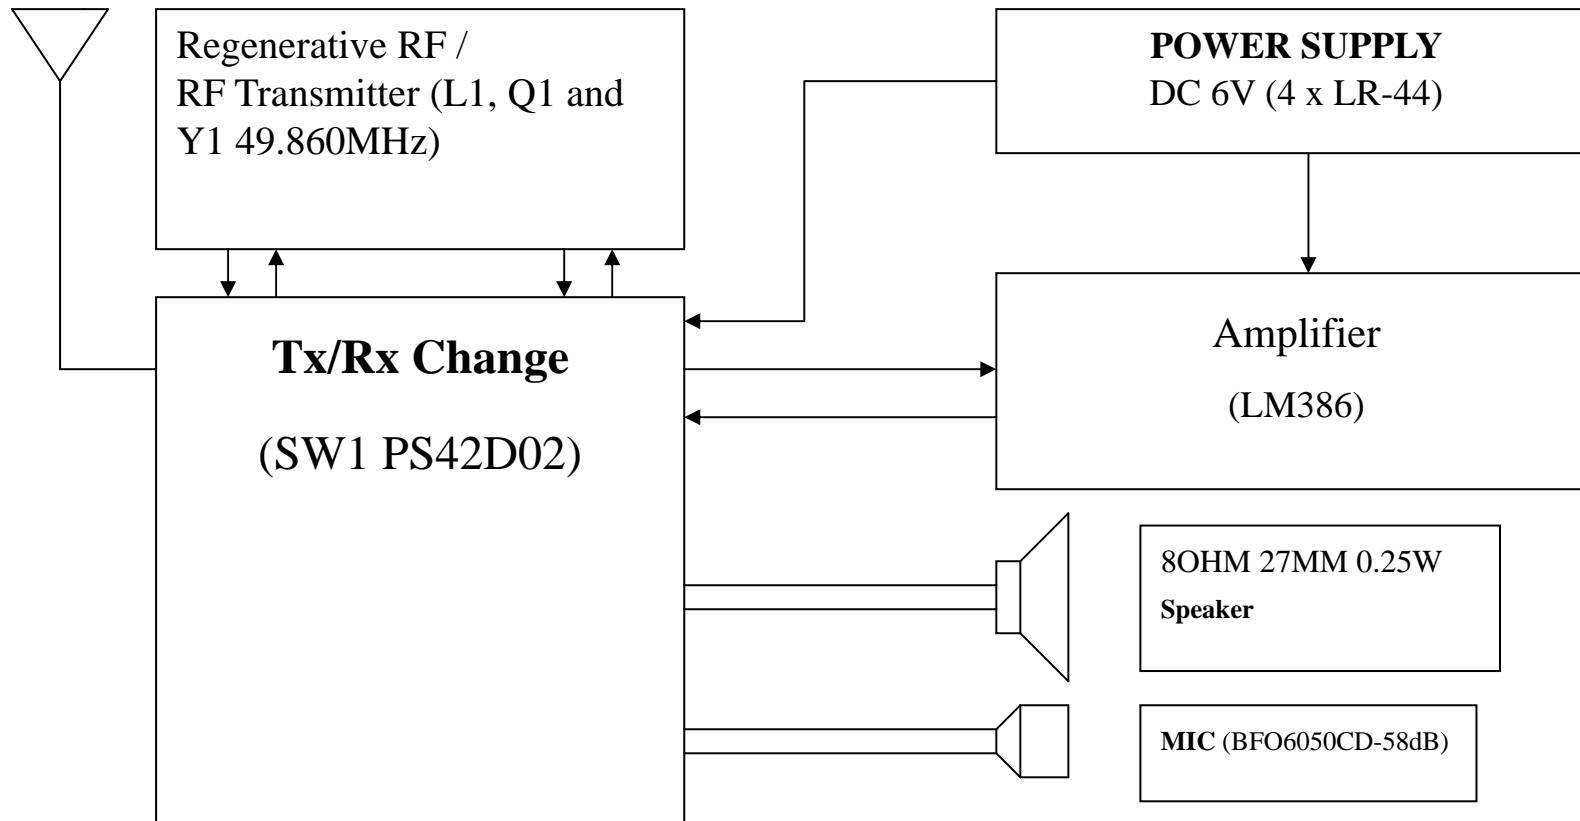 Regenerative RF /
RF Transmitter (L1, Q1 and
Y1 49.860MHz)
POWER SUPPLY
DC 6V (4 x LR-44)
Tx/Rx Change
(SW1 PS42D02)
Amplifier
(LM386)
8OHM 27MM 0.25W
Speaker
MIC (BFO6050CD-58dB)